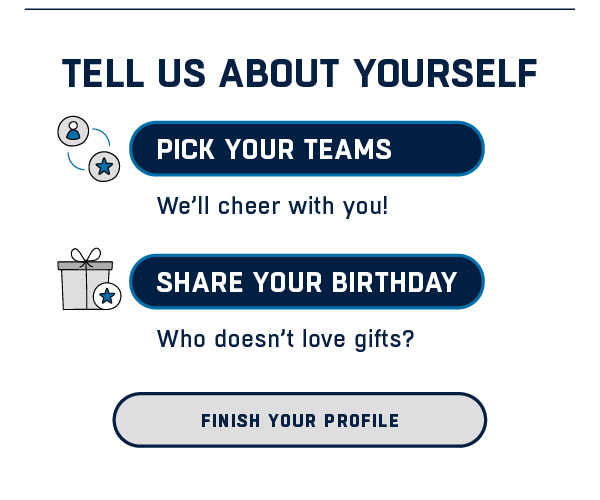 TELL US ABOUT YOURSELF
PICK YOUR TEAMS
We’ll cheer with you!
SHARE YOUR BIRTHDAY
Who doesn’t love gifts?
FINISH YOUR PROFILE